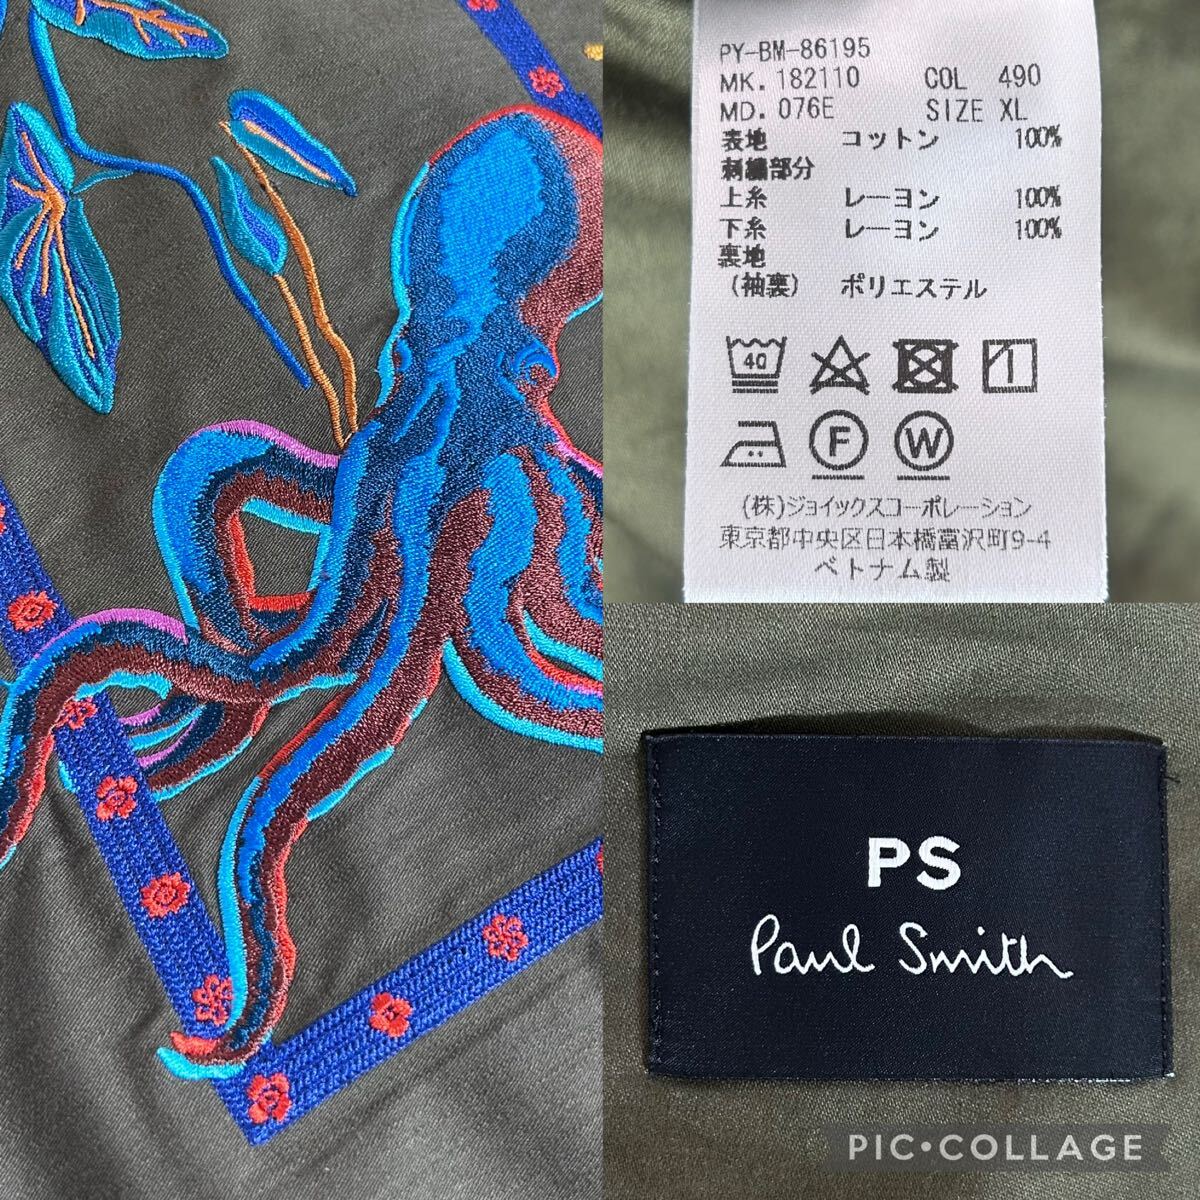 PY-BM-86195
MK. 182110 COL 490
MD. 076E SIZE XL
表地 コットン 100%
刺繍部分
上糸 レーヨン 100%
下糸 レーヨン 100%
裏地
(袖裏) ポリエステル
40
1
F W
(株)ジョイックスコーポレーション
東京都中央区日本橋富沢町9-4
ベトナム製
PS
Paul Smith
PIC•COLLAGE